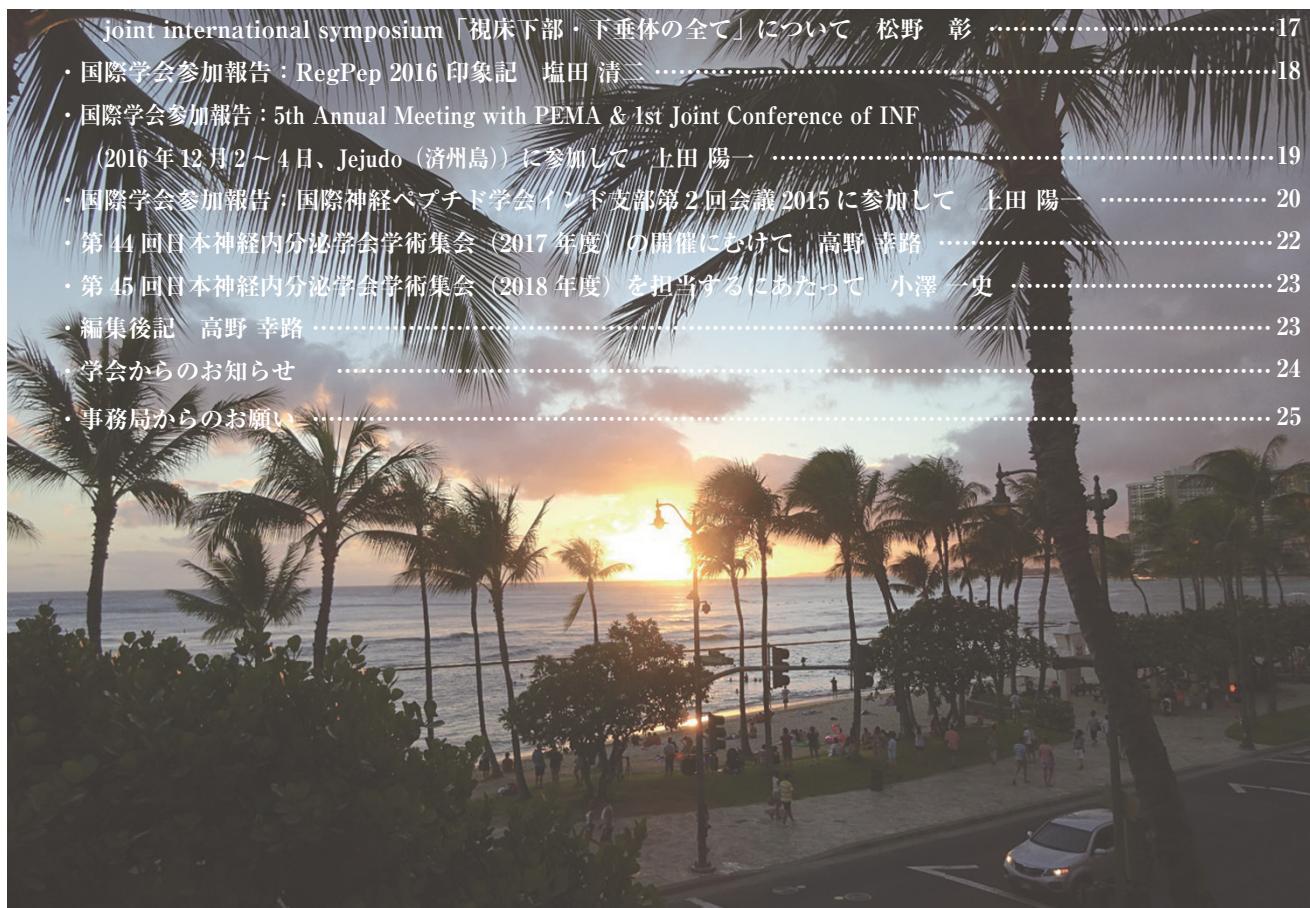 joint international symposium「視床下部・下垂体の全て」について　松野　彰 ……………………………17
・国際学会参加報告：RegPep 2016 印象記　塩田 清二 ……………………………………………………………18
・国際学会参加報告：5th Annual Meeting with PEMA & 1st Joint Conference of INF
(2016 年 12 月 2 ~ 4 日、Jejudo（済州島））に参加して　上田 陽一 ……………………………………………19
・国際学会参加報告：国際神経ペプチド学会インド支部第 2 回会議 2015 に参加して　上田 陽一 ……………… 20
・第 44 回日本神経内分泌学会学術集会（2017 年度）の開催にむけて　高野 幸路 ………………………………22
・第 45 回日本神経内分泌学会学術集会（2018 年度）を担当するにあたって　小澤 一史 ………………………23
・編集後記　高野 幸路 ………………………………………………………………………………………………23
・学会からのお知らせ　………………………………………………………………………………………………24
・事務局からのお願い ………………………………………………………………………………………………25